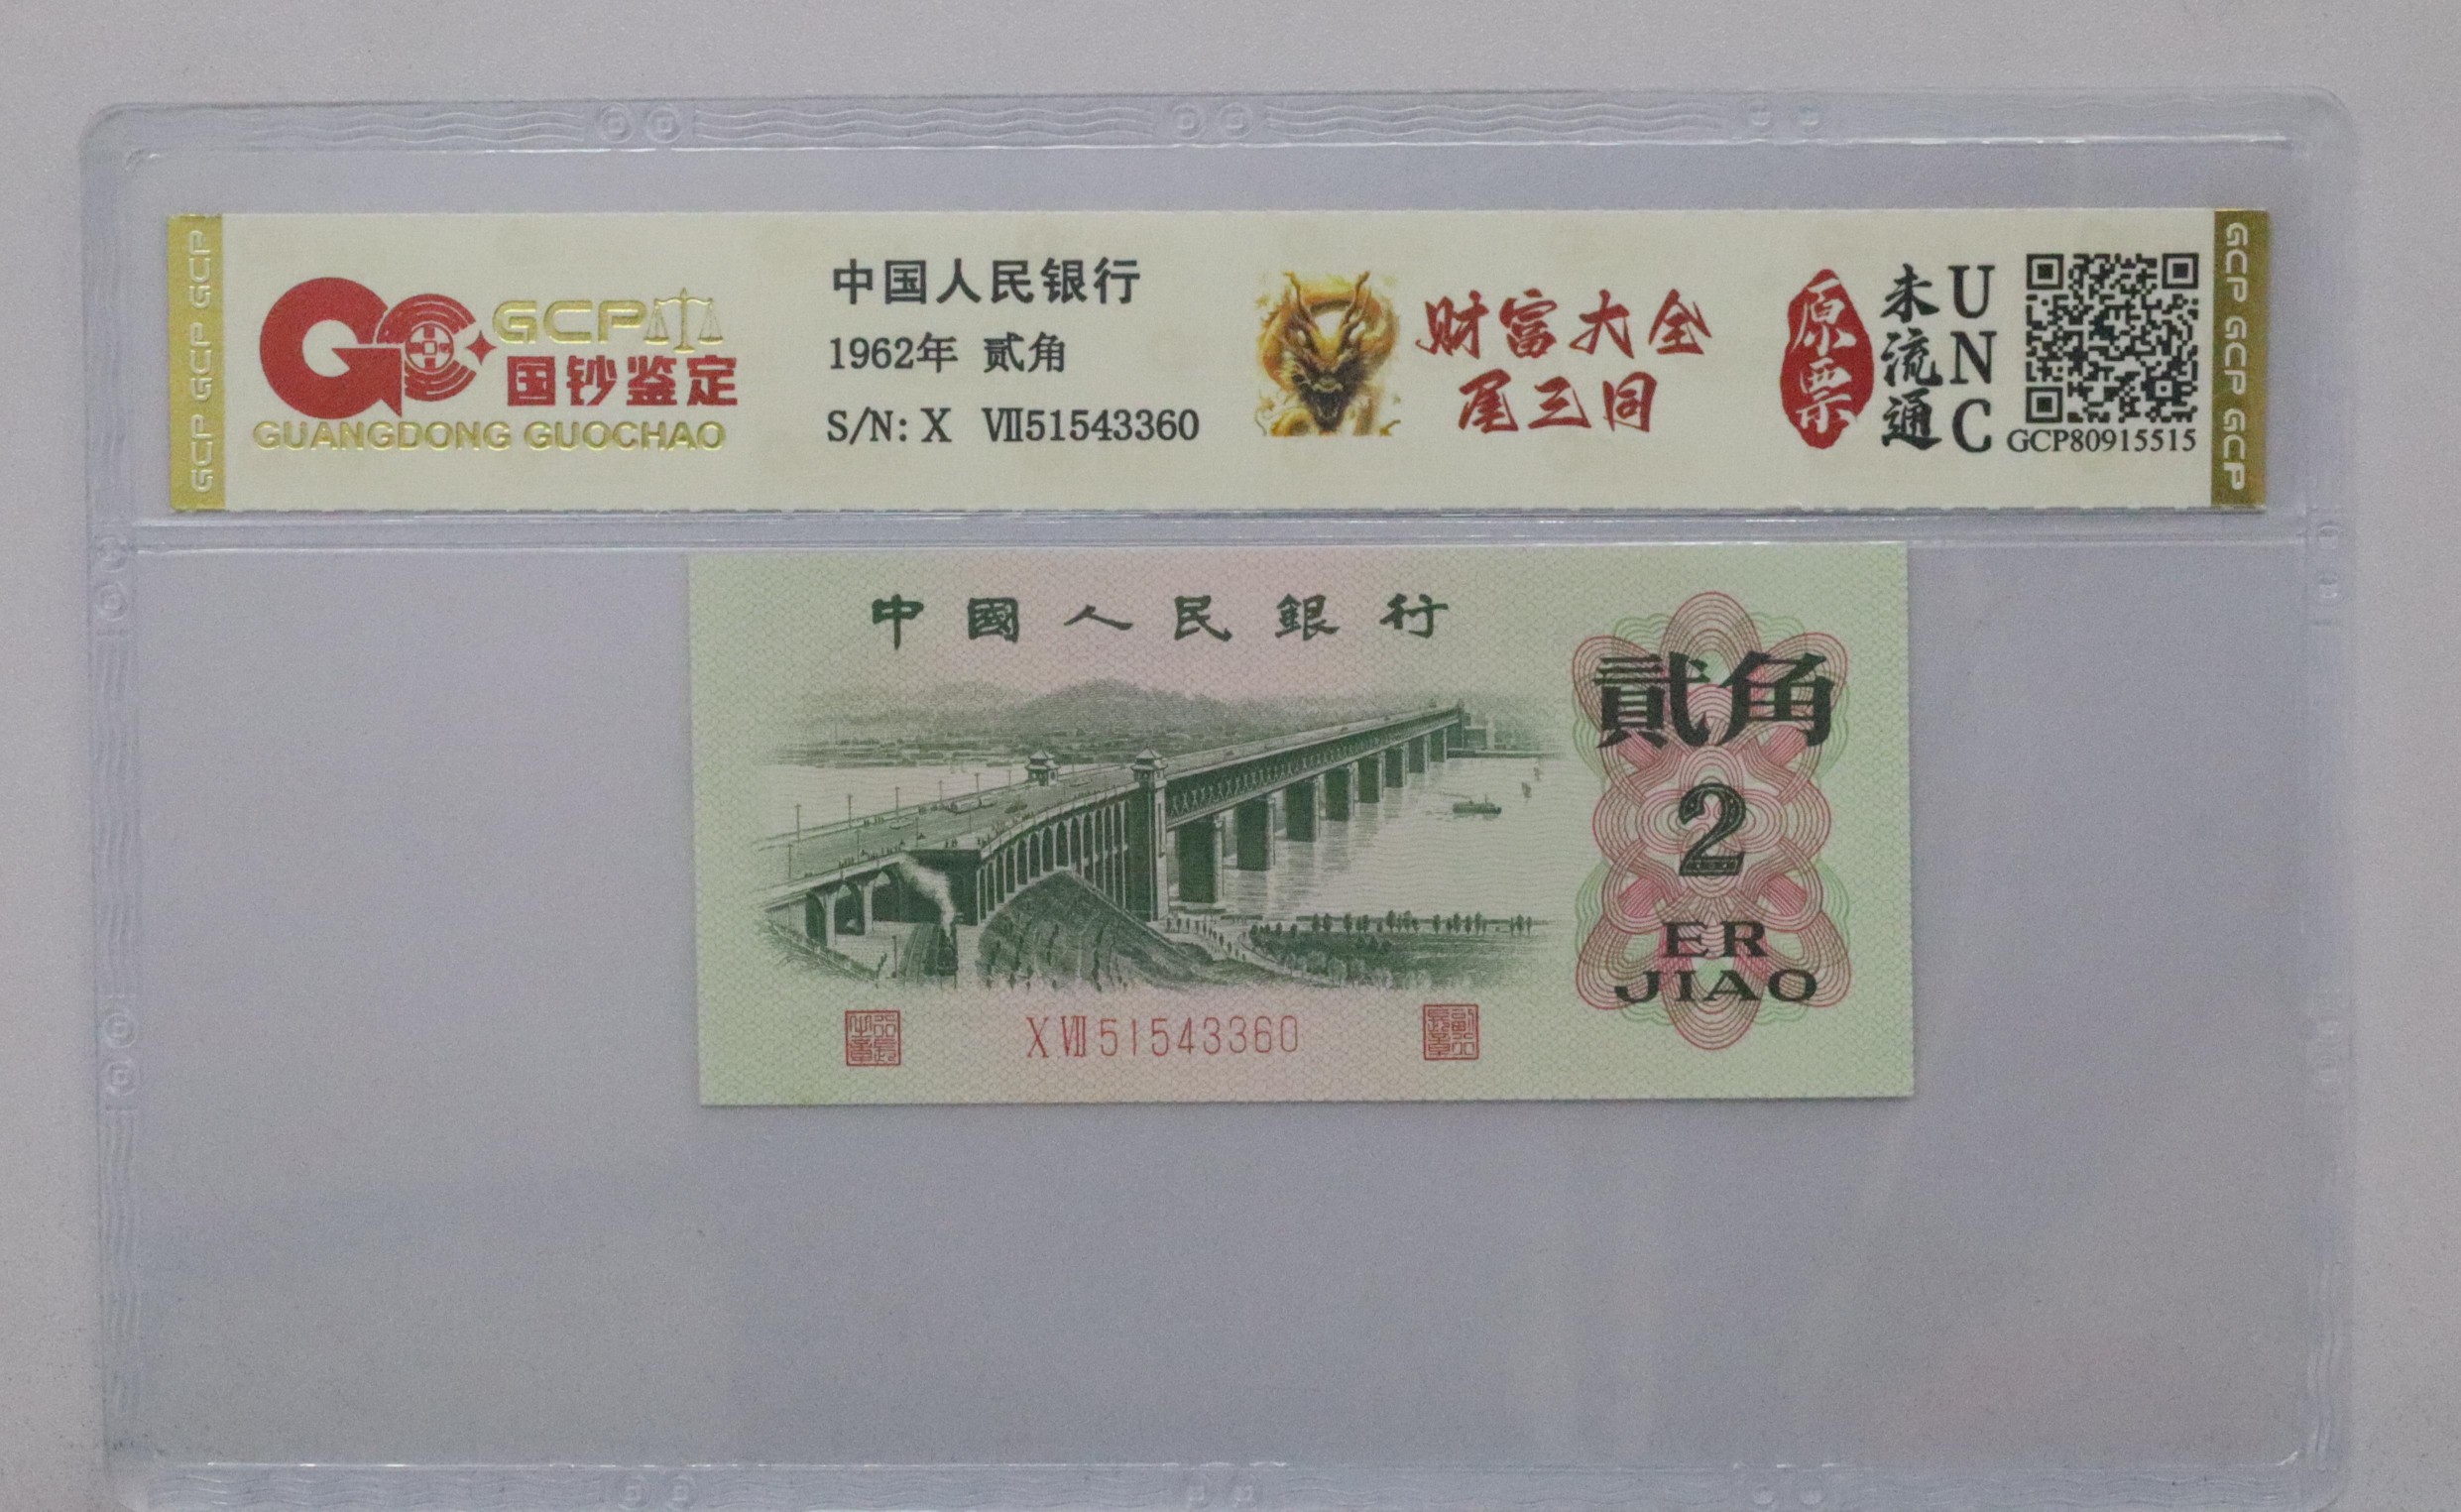 GCP GCP GCP
GCP
国钞鉴定
GUANGDONG GUOCHAO
中国人民银行
1962年 贰角
S/N: X Ⅶ51543360
财富大全
尾三同
原票
未流通
UNC
GCP80915515
GCP GCP GCP
中國人民銀行
貳角
2
ER
JIAO
X Ⅶ 51543360